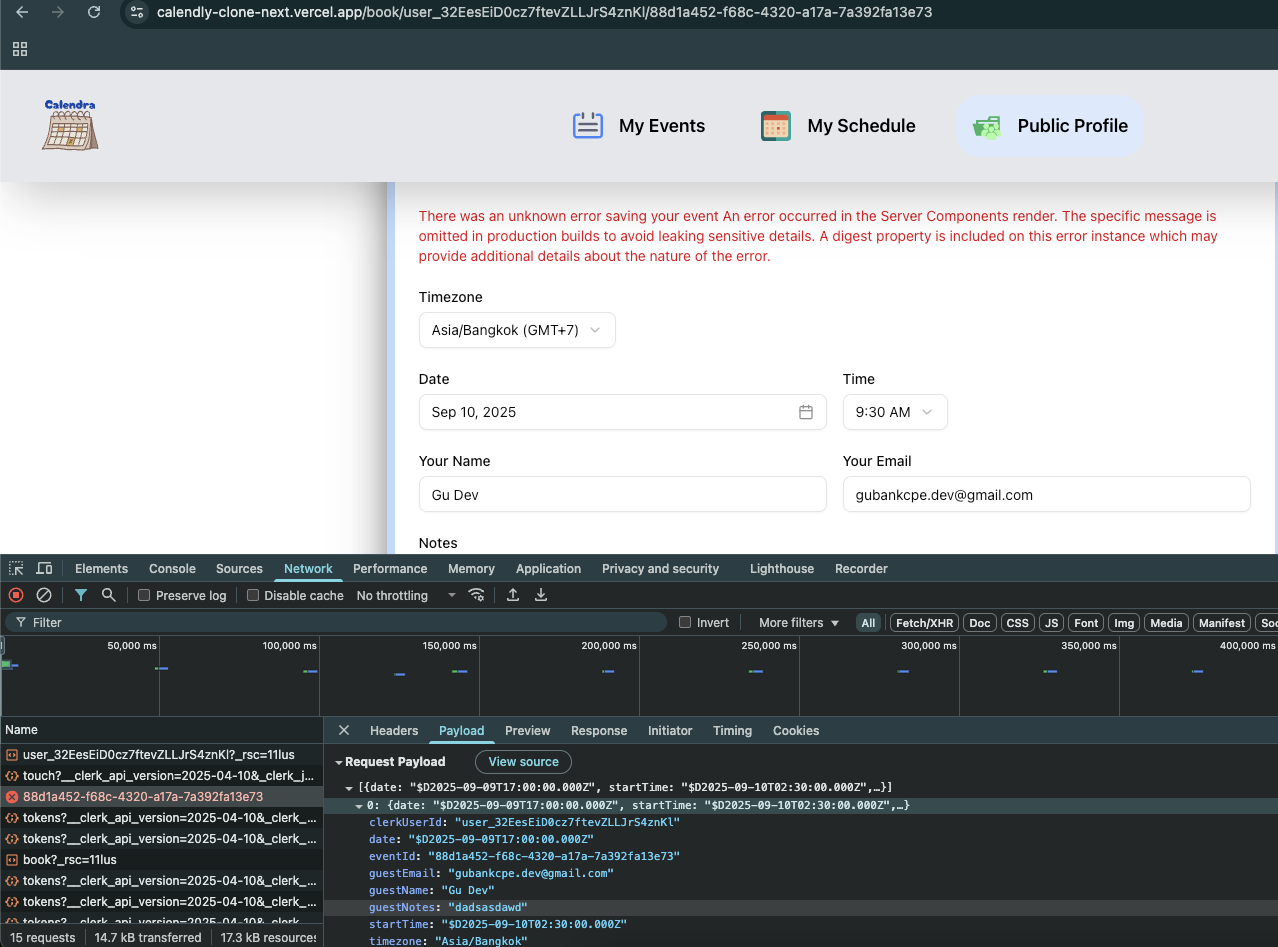 calendly-clone-next.vercel.app/book/user_32EesEiD0cz7ftevZLLJrS4znKl/88d1a452-f68c-4320-a17a-7a392fa13e73
Calendra
My Events
My Schedule
Public Profile
There was an unknown error saving your event An error occurred in the Server Components render. The specific message is
omitted in production builds to avoid leaking sensitive details. A digest property is included on this error instance which may
provide additional details about the nature of the error.
Timezone
Asia/Bangkok (GMT+7)
Date
Time
Sep 10, 2025
9:30 AM
Your Name
Your Email
Gu Dev
gubankcpe.dev@gmail.com
Notes
Elements Console Sources Network Performance Memory Application Privacy and security Lighthouse Recorder
Preserve log Disable cache No throttling
Filter Invert More filters All Fetch/XHR Doc CSS JS Font Img Media Manifest Soc
50,000 ms 100,000 ms 150,000 ms 200,000 ms 250,000 ms 300,000 ms 350,000 ms 400,000 ms
Name
user_32EesEiD0cz7ftevZLLJrS4znKl?_rsc=11lus
touch?__clerk_api_version=2025-04-10&_clerk_j...
88d1a452-f68c-4320-a17a-7a392fa13e73
tokens?__clerk_api_version=2025-04-10&_clerk_...
tokens?__clerk_api_version=2025-04-10&_clerk_...
book?_rsc=11lus
tokens?__clerk_api_version=2025-04-10&_clerk_...
tokens?__clerk_api_version=2025-04-10&_clerk_...
tokens?__clerk_api_version=2025-04-10&_clerk_...
15 requests 14.7 kB transferred 17.3 kB resources
Headers Payload Preview Response Initiator Timing Cookies
Request Payload View source
[{date: "$D2025-09-09T17:00:00.000Z", startTime: "$D2025-09-10T02:30:00.000Z",…}]
0: {date: "$D2025-09-09T17:00:00.000Z", startTime: "$D2025-09-10T02:30:00.000Z",…}
clerkUserId: "user_32EesEiD0cz7ftevZLLJrS4znKl"
date: "$D2025-09-09T17:00:00.000Z"
eventId: "88d1a452-f68c-4320-a17a-7a392fa13e73"
guestEmail: "gubankcpe.dev@gmail.com"
guestName: "Gu Dev"
guestNotes: "dadsasdawd"
startTime: "$D2025-09-10T02:30:00.000Z"
timezone: "Asia/Bangkok"